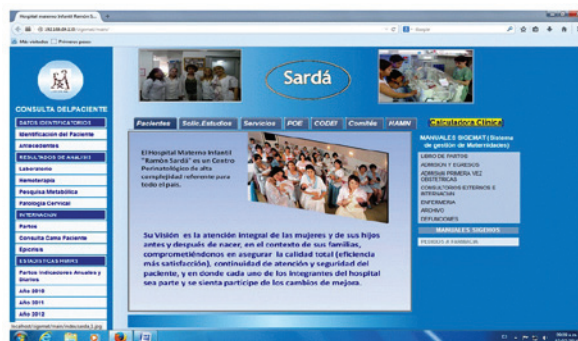 Hospital materno Infantil Ramón S...
Más visitados
Primeros pasos
Sardá
CONSULTA DELPACIENTE
DATOS IDENTIFICATORIOS
Identificación del Paciente
Antecedentes
RESULTADOS DE ANALISIS
Laboratorio
Hemoterapia
Pesquisa Metabólica
Patología Cervical
INTERNACION
Partos
Consulta Cama Paciente
Epicrisis
Partos Indicadores Anuales y
Diarios
Año 2010
Año 2011
Año 2012
Pacientes
Solic.Estudios
Servicios
POE
CODEI
Comités
HAMIN
Calculadora Clínica
El Hospital Materno Infantil
"Ramón Sardá" es un Centro
Perinatológico de alta
complejidad referente para
todo el país.
Su Visión es la atención integral de las mujeres y de sus hijos
antes y después de nacer, en el contexto de sus familias,
comprometiéndonos en asegurar la calidad total (eficiencia
más satisfacción), continuidad de atención y seguridad del
paciente, y en donde cada uno de los integrantes del hospital
sea parte y se sienta participe de los cambios de mejora.
MANUALES SIGEMAT (Sistema
de gestión de Maternidades)
LIBRO DE PARTOS
ADMISION Y EGRESOS
ADMISION PRIMERA VEZ
OBSTETRICAS
CONSULTORIOS EXTERNOS E
INTERNACION
ENFERMERIA
ARCHIVO
DEFUNCIONES
MANUALES SIGEHOS
PEDIDOS A FARMACIA